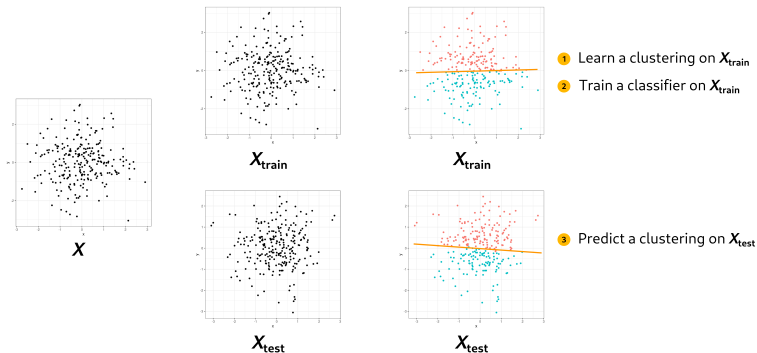 1 Learn a clustering on Xtrain
2 Train a classifier on Xtrain
Xtrain
Xtrain
X
3 Predict a clustering on Xtest
Xtest
Xtest